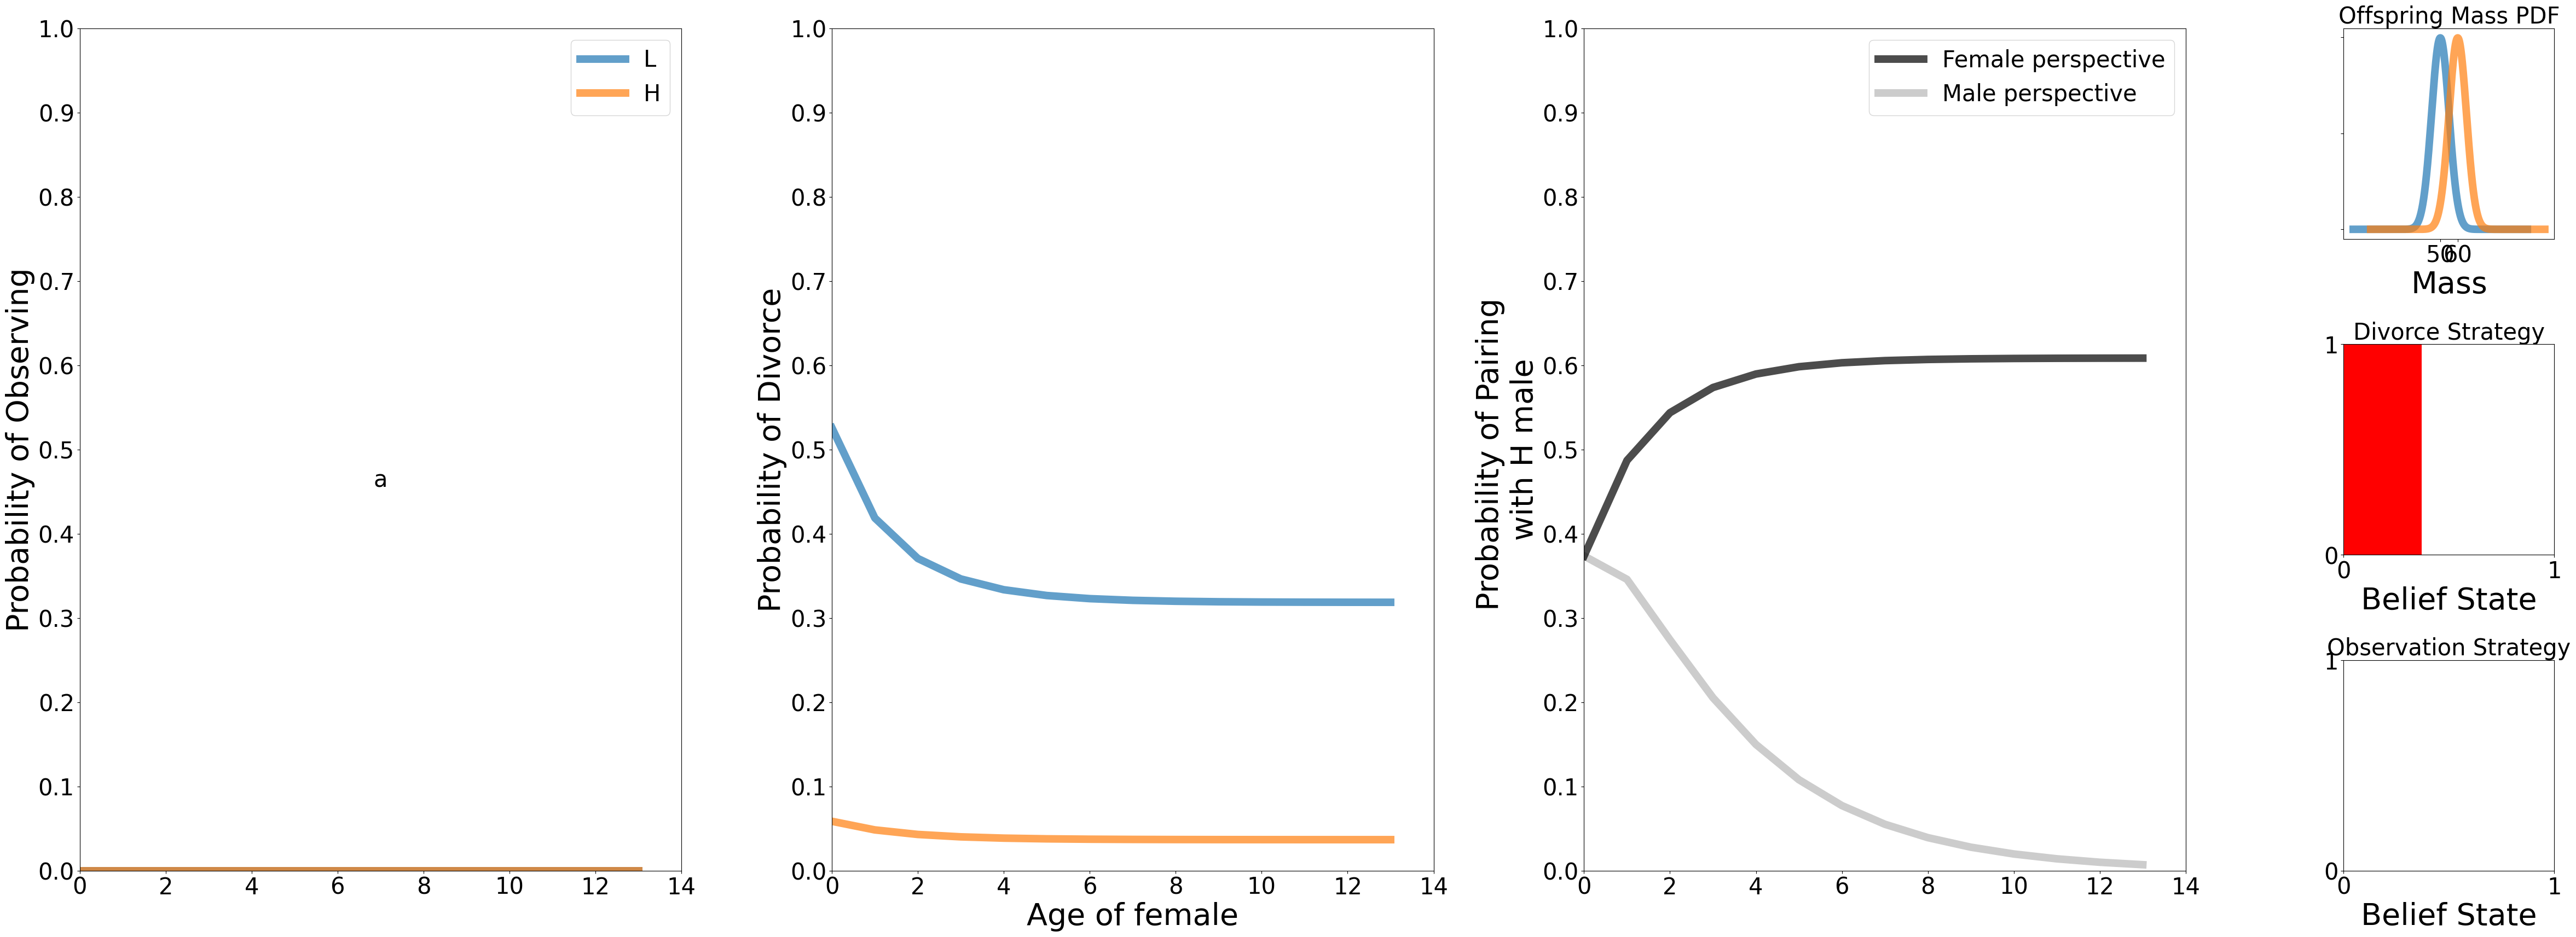 Probability of Observing
1.0
0.9
0.8
0.7
0.6
0.5
0.4
0.3
0.2
0.1
0.0
0 2 4 6 8 10 12 14
L
H
a
Probability of Divorce
1.0
0.9
0.8
0.7
0.6
0.5
0.4
0.3
0.2
0.1
0.0
0 2 4 6 8 10 12 14
Age of female
Probability of Pairing
with H male
1.0
0.9
0.8
0.7
0.6
0.5
0.4
0.3
0.2
0.1
0.0
0 2 4 6 8 10 12 14
Female perspective
Male perspective
Offspring Mass PDF
50 60
Mass
Divorce Strategy
1
0
0 1
Belief State
Observation Strategy
1
0
0 1
Belief State